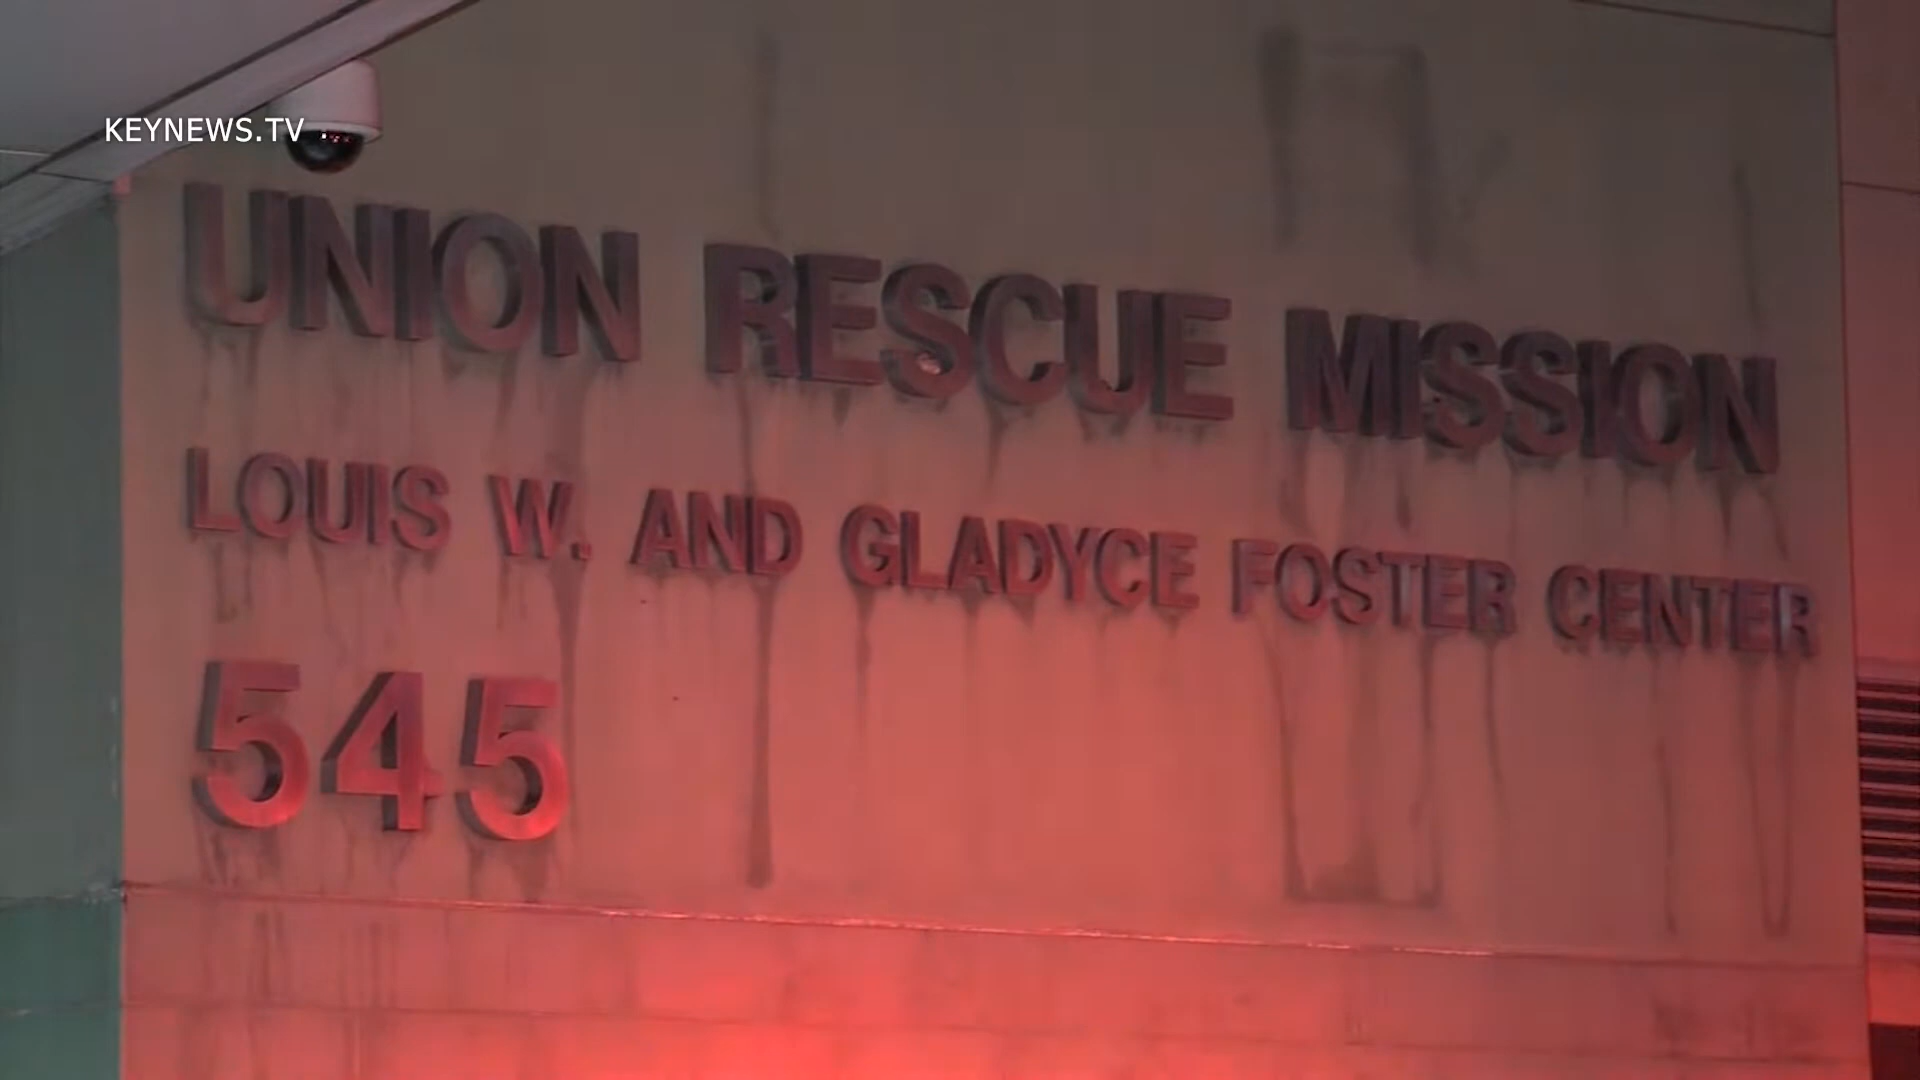 KEYNEWS.TV
UNION RESCUE MISSION
LOUIS W. AND GLADYCE FOSTER CENTER
545